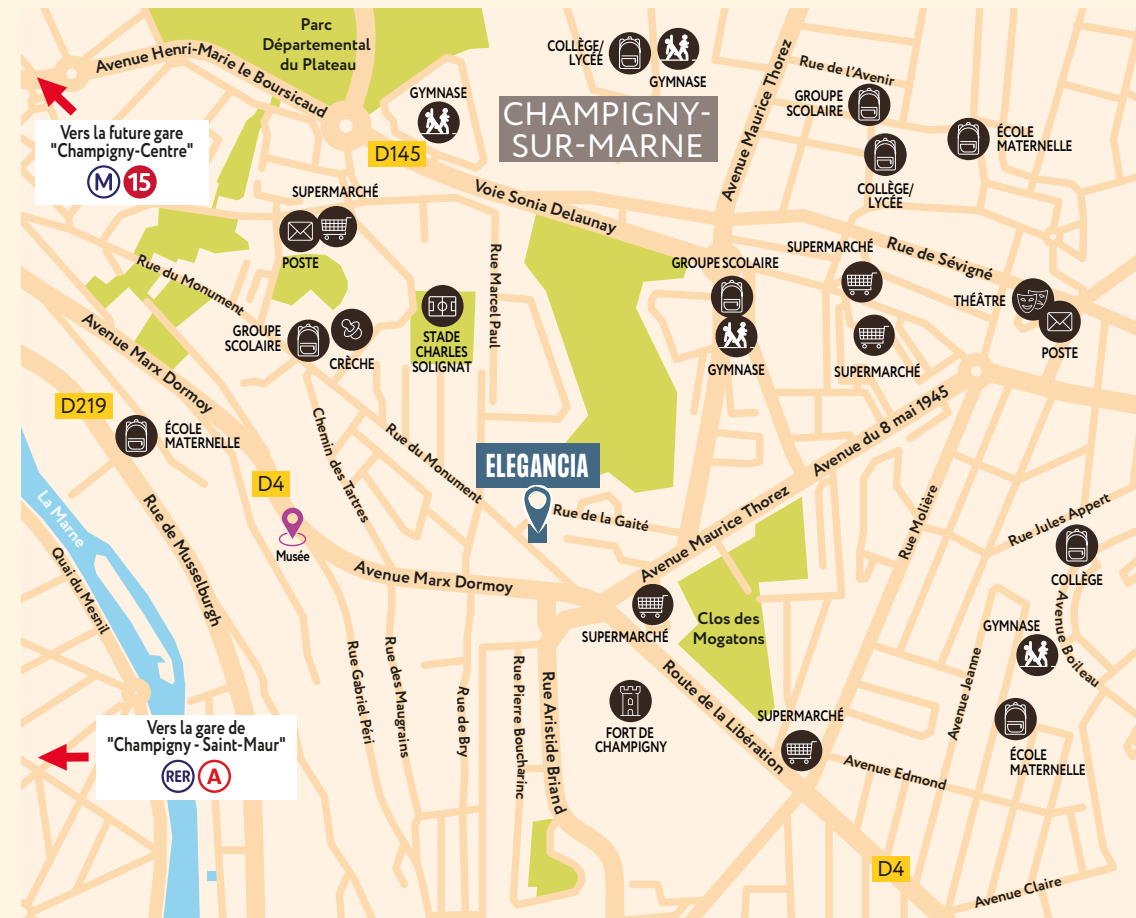 Parc
Départemental
du Plateau
Avenue Henri-Marie le Boursicaud
COLLÈGE/
LYCÉE
GYMNASE
Avenue Maurice Thorez
Rue de l'Avenir
GROUPE
SCOLAIRE
GYMNASE
CHAMPIGNY-
SUR-MARNE
Vers la future gare
"Champigny-Centre"
M 15
D145
ÉCOLE
MATERNELLE
COLLÈGE/
LYCÉE
SUPERMARCHÉ
Voie Sonia Delaunay
POSTE
Rue Marcel Paul
SUPERMARCHÉ
Rue de Sévigné
Rue du Monument
GROUPE SCOLAIRE
THÉÂTRE
Avenue Marx Dormoy
GROUPE
SCOLAIRE
CRÈCHE
STADE
CHARLES
SOLIGNAT
GYMNASE
SUPERMARCHÉ
POSTE
D219
ÉCOLE
MATERNELLE
Chemin des Tartres
Rue du Monument
Avenue du 8 mai 1945
ELEGANCIA
D4
La Marne
Rue de Musselburgh
Musée
Rue de la Gaité
Avenue Maurice Thorez
Rue Molière
Rue Jules Appert
Quai du Mesnil
Avenue Marx Dormoy
COLLÈGE
SUPERMARCHÉ
Clos des
Mogatons
Avenue Boileau
GYMNASE
Rue Gabriel Péri
Rue des Maugrains
Rue de Bry
Rue Pierre Boucharinc
Rue Aristide Briand
Route de la Libération
Avenue Jeanne
FORT DE
CHAMPIGNY
SUPERMARCHÉ
Vers la gare de
"Champigny - Saint-Maur"
RER A
ÉCOLE
MATERNELLE
Avenue Edmond
D4
Avenue Claire